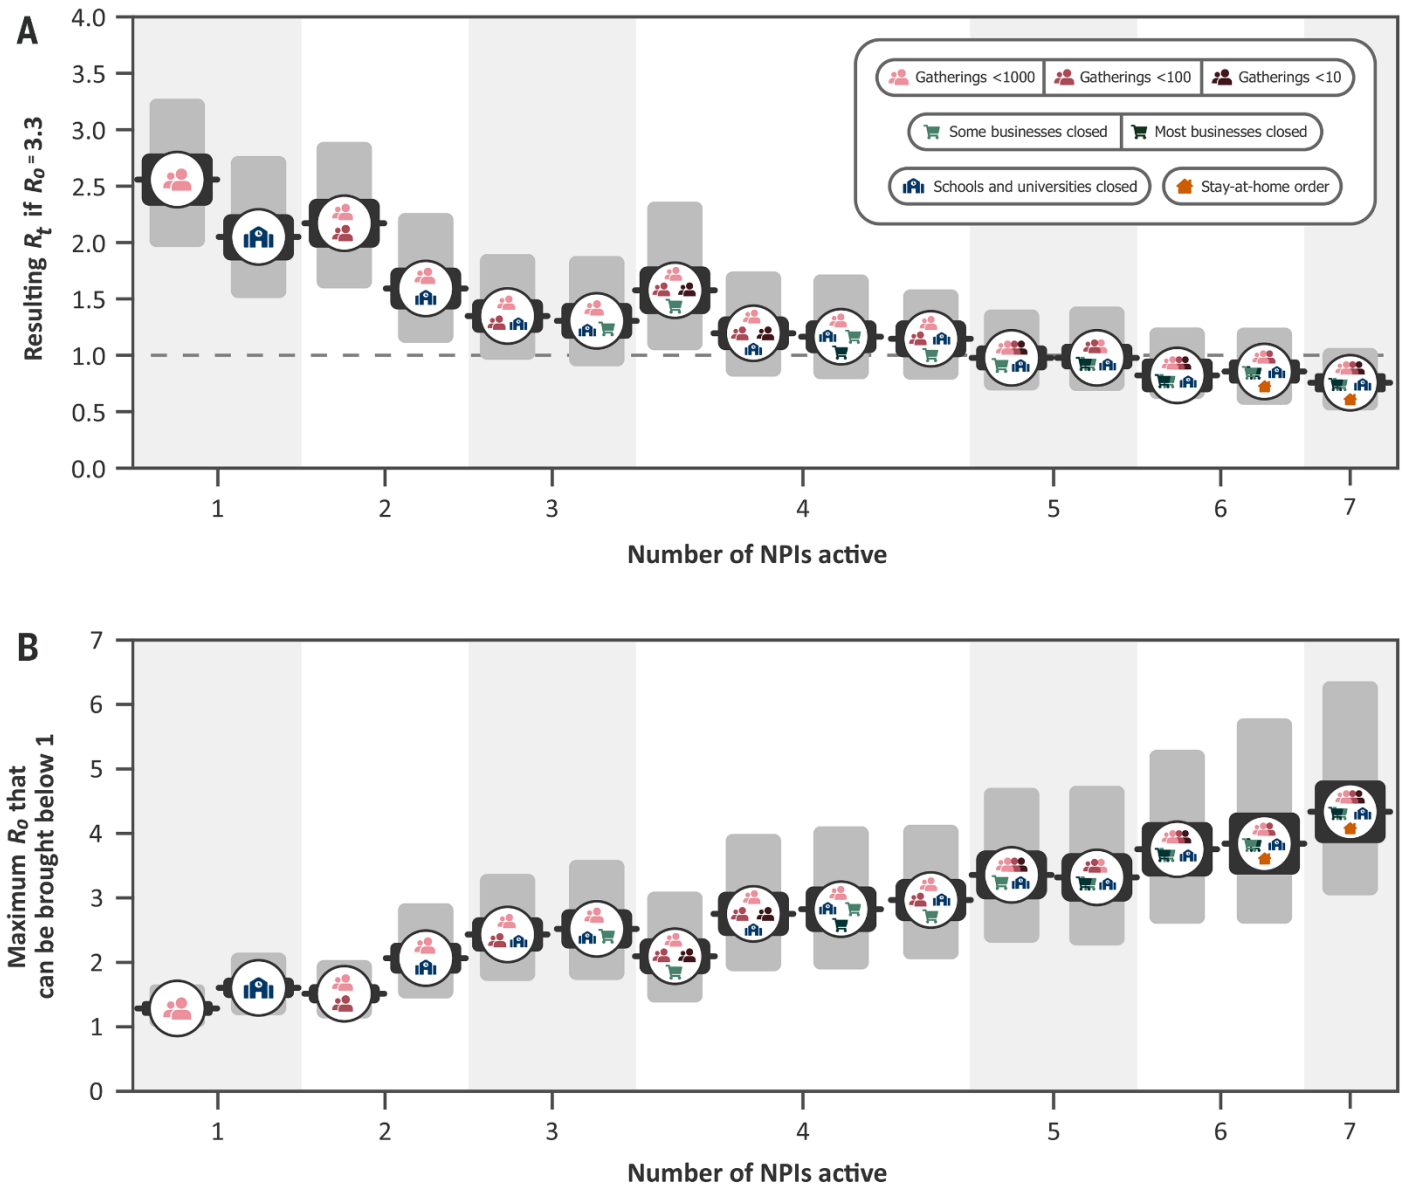 A
4.0
3.5
3.0
2.5
2.0
1.5
1.0
0.5
0.0
Resulting Rt if Ro = 3.3
Gatherings <1000
Gatherings <100
Gatherings <10
Some businesses closed
Most businesses closed
Schools and universities closed
Stay-at-home order
1
2
3
4
5
6
7
Number of NPIs active
B
7
6
5
4
3
2
1
0
Maximum Ro that
can be brought below 1
1
2
3
4
5
6
7
Number of NPIs active